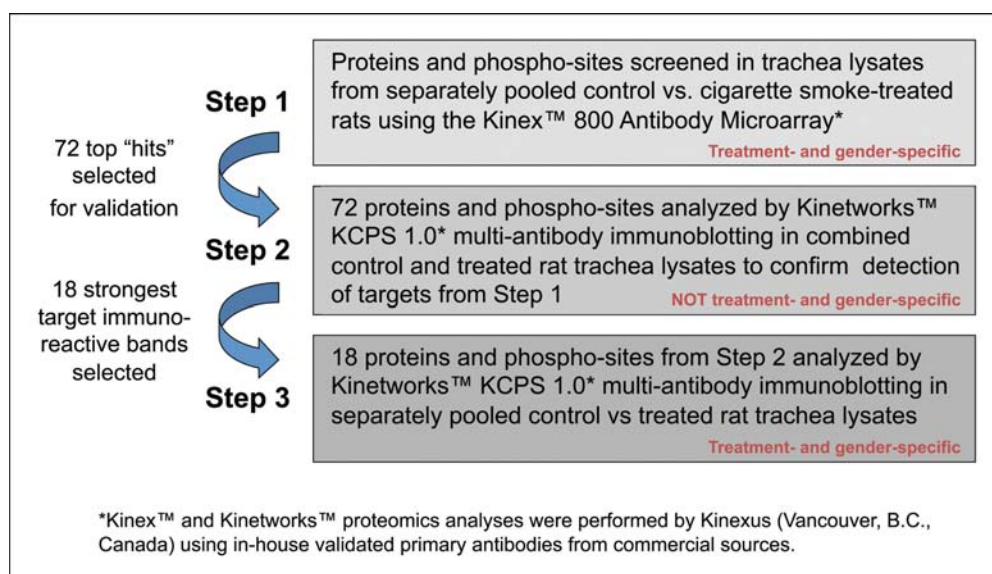 Step 1
Proteins and phospho-sites screened in trachea lysates
from separately pooled control vs. cigarette smoke-treated
rats using the Kinex™ 800 Antibody Microarray*
Treatment- and gender-specific
72 top “hits”
selected
for validation
Step 2
72 proteins and phospho-sites analyzed by Kinetworks™
KCPS 1.0* multi-antibody immunoblotting in combined
control and treated rat trachea lysates to confirm detection
of targets from Step 1
NOT treatment- and gender-specific
18 strongest
target immuno-
reactive bands
selected
Step 3
18 proteins and phospho-sites from Step 2 analyzed by
Kinetworks™ KCPS 1.0* multi-antibody immunoblotting in
separately pooled control vs treated rat trachea lysates
Treatment- and gender-specific
*Kinex™ and Kinetworks™ proteomics analyses were performed by Kinexus (Vancouver, B.C.,
Canada) using in-house validated primary antibodies from commercial sources.